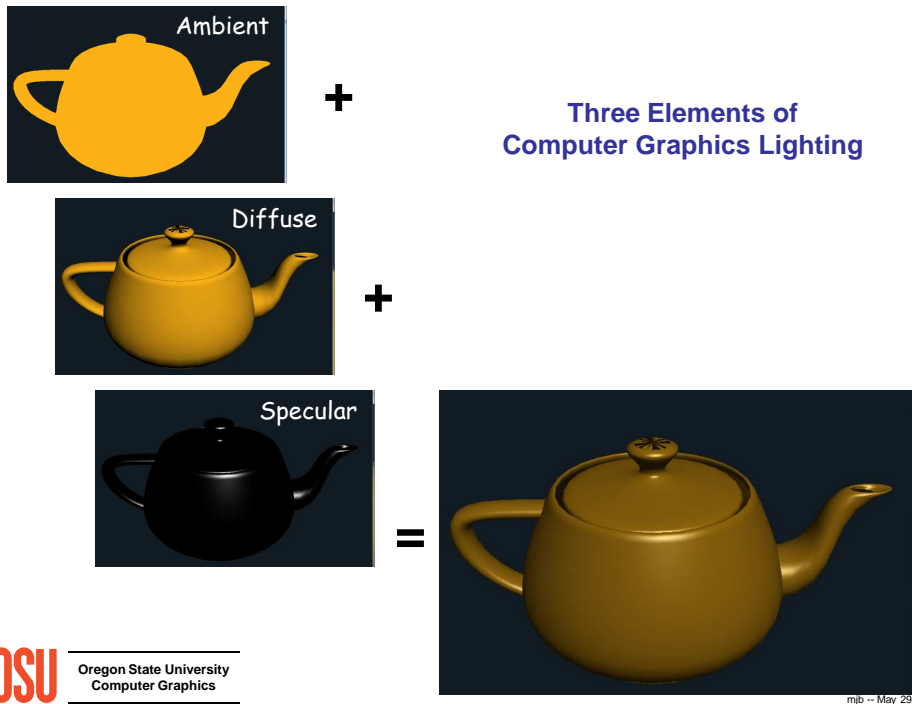 Ambient
+
Three Elements of
Computer Graphics Lighting
Diffuse
+
Specular
=
OSU
Oregon State University
Computer Graphics
mjb -- May 29